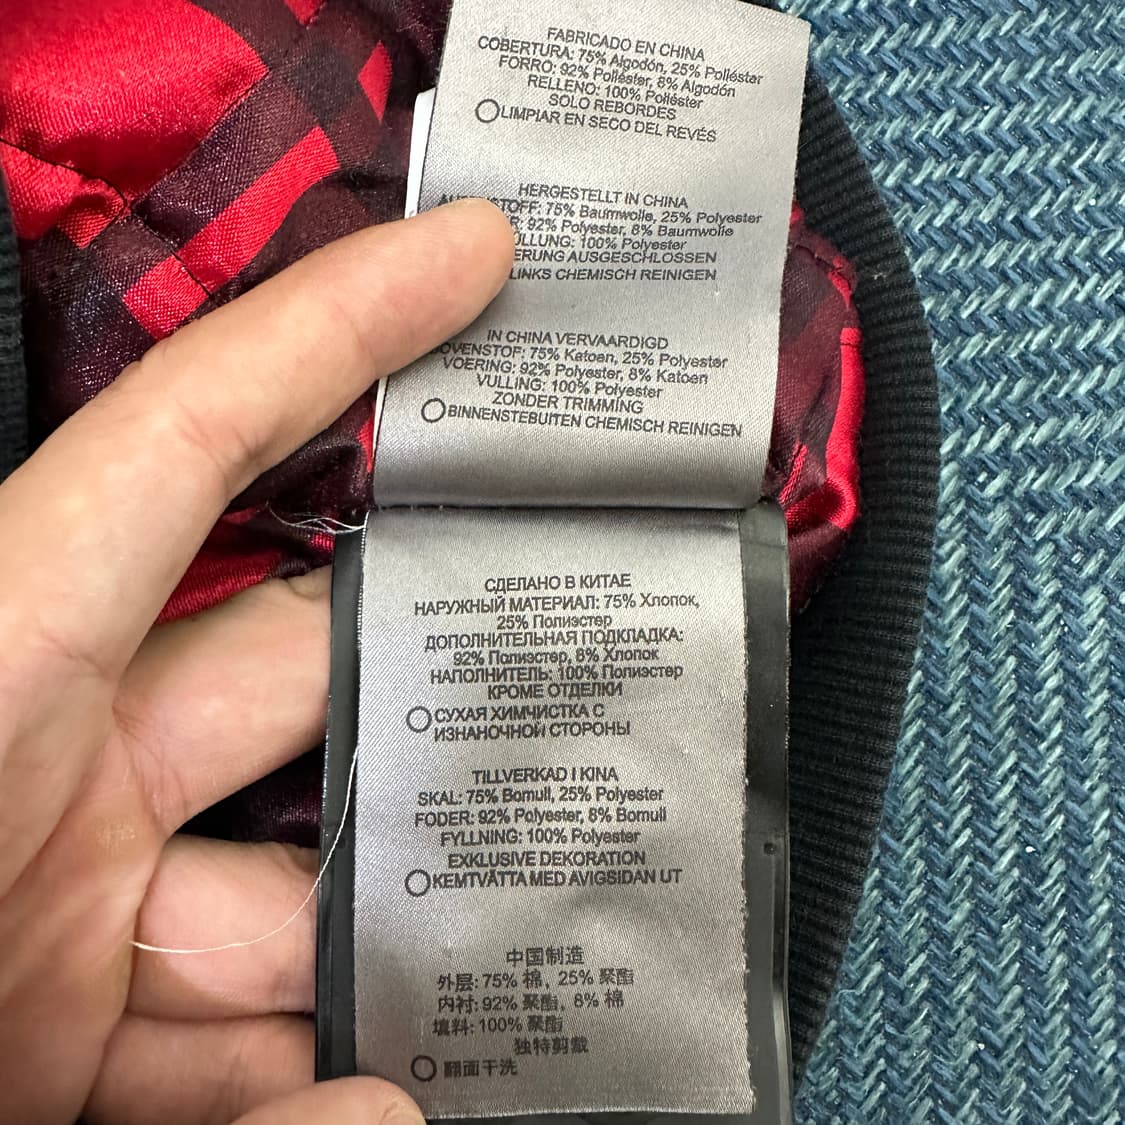 FABRICADO EN CHINA
COBERTURA: 75% Algodón, 25% Poliéster
FORRO: 92% Poliéster, 8% Algodón
RELLENO: 100% Poliéster
SOLO REBORDES
LIMPIAR EN SECO DEL REVÉS
HERGESTELLT IN CHINA
75% Baumwolle, 25% Polyester
92% Polyester, 8% Baumwolle
100% Polyester
AUSGESCHLOSSEN
LINKS CHEMISCH REINIGEN
IN CHINA VERVAARDIGD
75% Katoen, 25% Polyester
VOERING: 92% Polyester, 8% Katoen
VULLING: 100% Polyester
ZONDER TRIMMING
BINNENSTEBUITEN CHEMISCH REINIGEN
СДЕЛАНО В КИТАЕ
НАРУЖНЫЙ МАТЕРИАЛ: 75% Хлопок,
25% Полиэстер
ДОПОЛНИТЕЛЬНАЯ ПОДКЛАДКА:
92% Полиэстер, 8% Хлопок
НАПОЛНИТЕЛЬ: 100% Полиэстер
КРОМЕ ОТДЕЛКИ
СУХАЯ ХИМЧИСТКА С
ИЗНАНОЧНОЙ СТОРОНЫ
TILLVERKAD I KINA
SKAL: 75% Bomull, 25% Polyester
FODER: 92% Polyester, 8% Bomull
FYLLNING: 100% Polyester
EXKLUSIVE DEKORATION
KEMTVÄTTA MED AVIGSIDAN UT
中国制造
外层: 75% 棉, 25% 聚酯
内衬: 92% 聚酯, 8% 棉
填料: 100% 聚酯
独特剪裁
翻面干洗